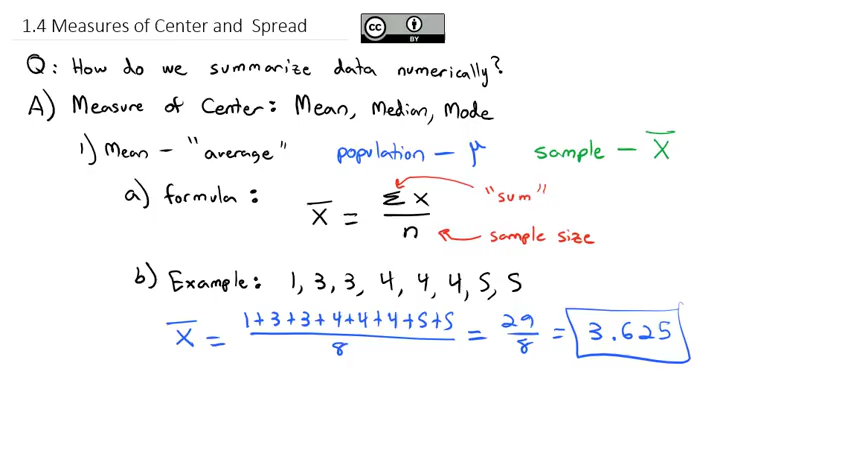 1.4 Measures of Center and Spread
cc BY
Q: How do we summarize data numerically?
A) Measure of Center: Mean, Median, Mode
1) Mean - "average" population - μ sample - X̅
a) formula: X̅ = Σx / n "sum"
sample size
b) Example: 1, 3, 3, 4, 4, 4, 5, 5
X̅ = 1+3+3+4+4+4+5+5 / 8 = 29 / 8 = 3.625